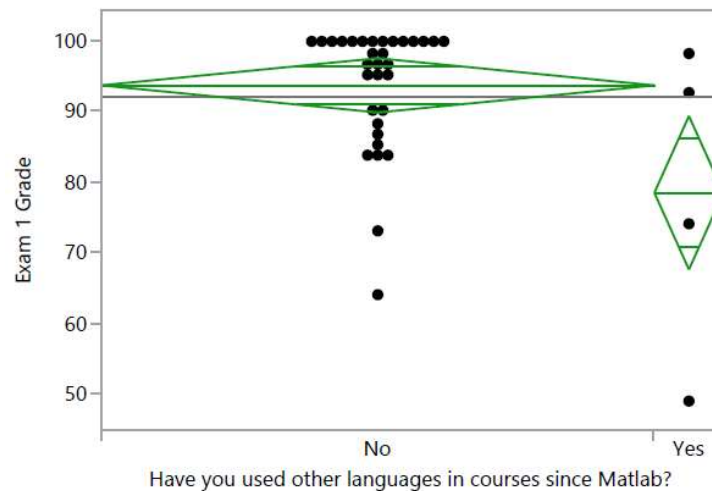 100
90
80
70
60
50
Exam 1 Grade
No Yes
Have you used other languages in courses since Matlab?